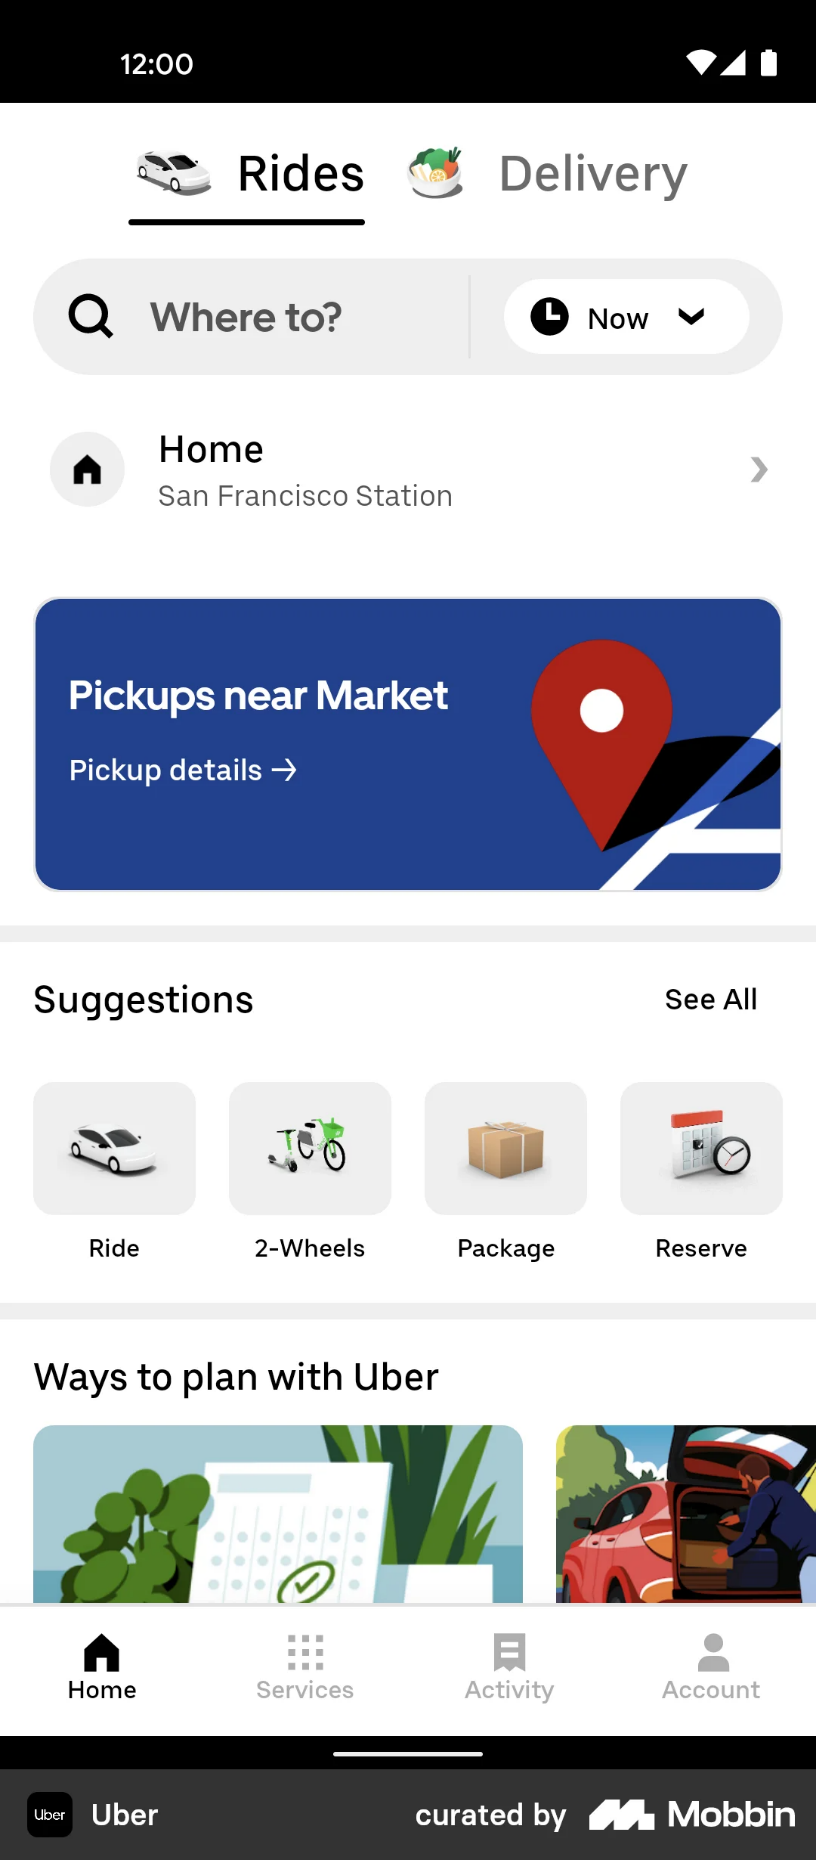 12:00
Rides
Delivery
Where to?
Now
Home
San Francisco Station
Pickups near Market
Pickup details →
Suggestions
See All
Ride
2-Wheels
Package
Reserve
Ways to plan with Uber
Home
Services
Activity
Account
Uber
Uber
curated by
Mobbin